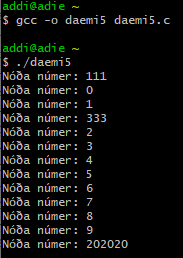 addi@adie ~
$ gcc -o daemi5 daemi5.c
addi@adie ~
$ ./daemi5
Nóða númer: 111
Nóða númer: 0
Nóða númer: 1
Nóða númer: 333
Nóða númer: 2
Nóða númer: 3
Nóða númer: 4
Nóða númer: 5
Nóða númer: 6
Nóða númer: 7
Nóða númer: 8
Nóða númer: 9
Nóða númer: 202020